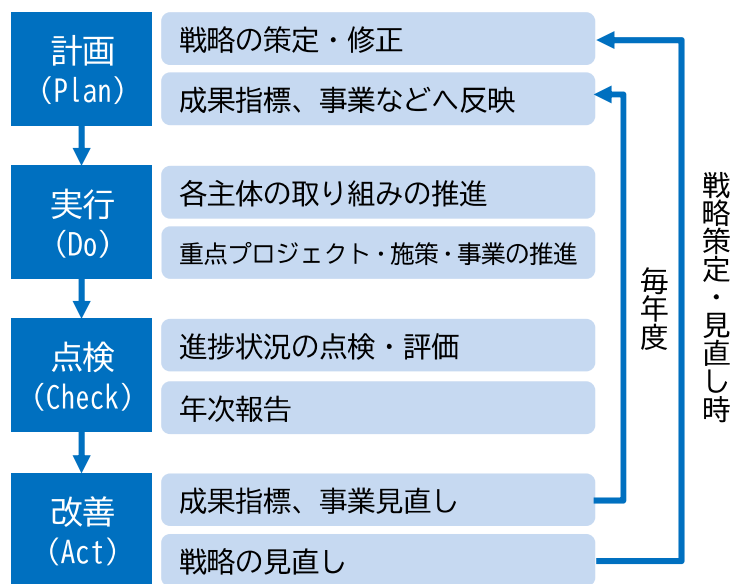 計画
(Plan)
戦略の策定・修正
成果指標、事業などへ反映
実行
(Do)
各主体の取り組みの推進
重点プロジェクト・施策・事業の推進
点検
(Check)
進捗状況の点検・評価
年次報告
改善
(Act)
成果指標、事業見直し
戦略の見直し
毎年度
戦略策定・見直し時